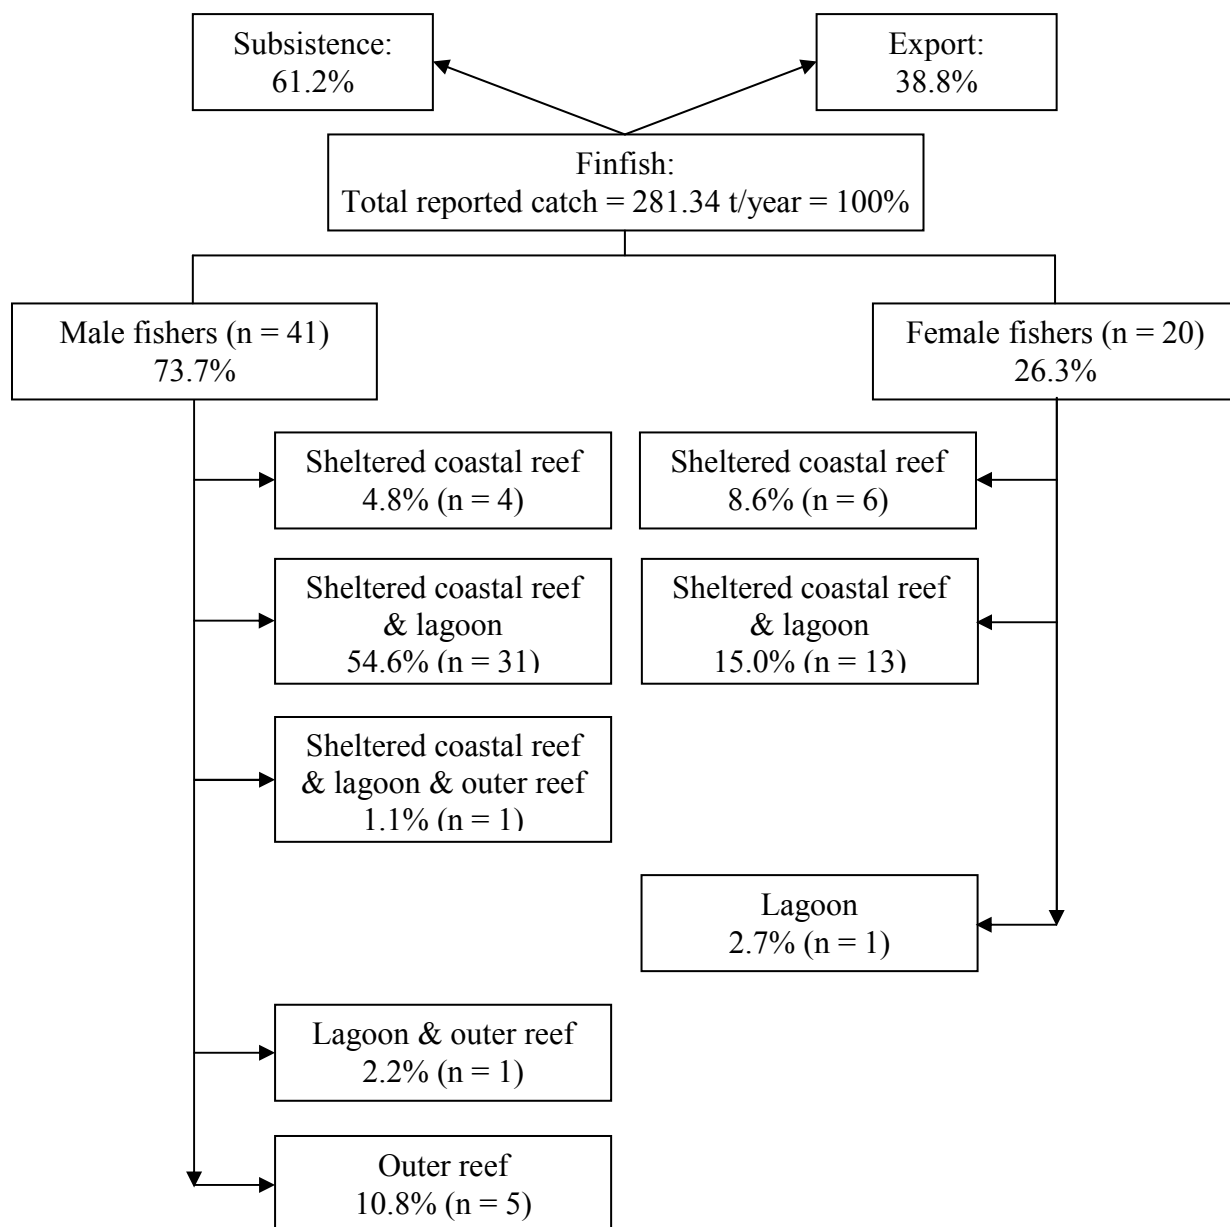 Subsistence:
61.2%
Export:
38.8%
Finfish:
Total reported catch = 281.34 t/year = 100%
Male fishers (n = 41)
73.7%
Female fishers (n = 20)
26.3%
Sheltered coastal reef
4.8% (n = 4)
Sheltered coastal reef
8.6% (n = 6)
Sheltered coastal reef
& lagoon
54.6% (n = 31)
Sheltered coastal reef
& lagoon
15.0% (n = 13)
Sheltered coastal reef
& lagoon & outer reef
1.1% (n = 1)
Lagoon
2.7% (n = 1)
Lagoon & outer reef
2.2% (n = 1)
Outer reef
10.8% (n = 5)